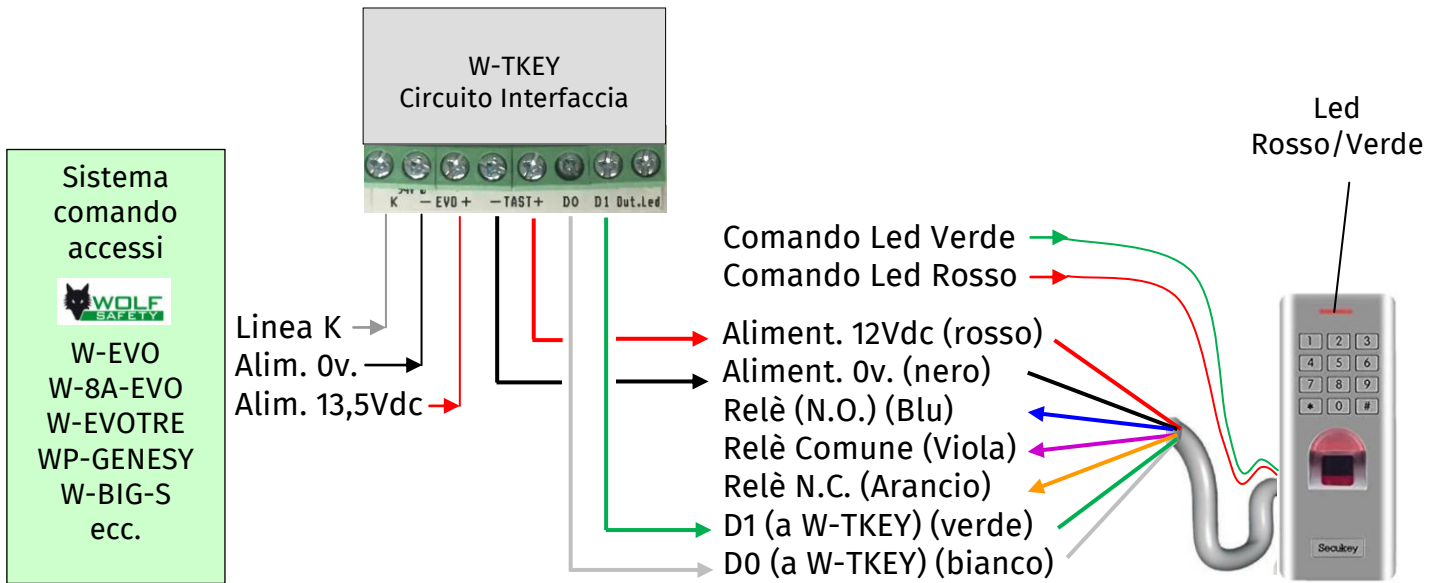 W-TKEY
Circuito Interfaccia
K - EVO + - TAST + D0 D1 Out.Led
Led
Rosso/Verde
Sistema
comando
accessi
WOLF
SAFETY
W-EVO
W-8A-EVO
W-EVOTRE
WP-GENESY
W-BIG-S
ecc.
Linea K
Alim. 0v.
Alim. 13,5Vdc
Comando Led Verde
Comando Led Rosso
Aliment. 12Vdc (rosso)
Aliment. 0v. (nero)
Relè (N.O.) (Blu)
Relè Comune (Viola)
Relè N.C. (Arancio)
D1 (a W-TKEY) (verde)
D0 (a W-TKEY) (bianco)
1 2 3
4 5 6
7 8 9
* 0 #
Secukey